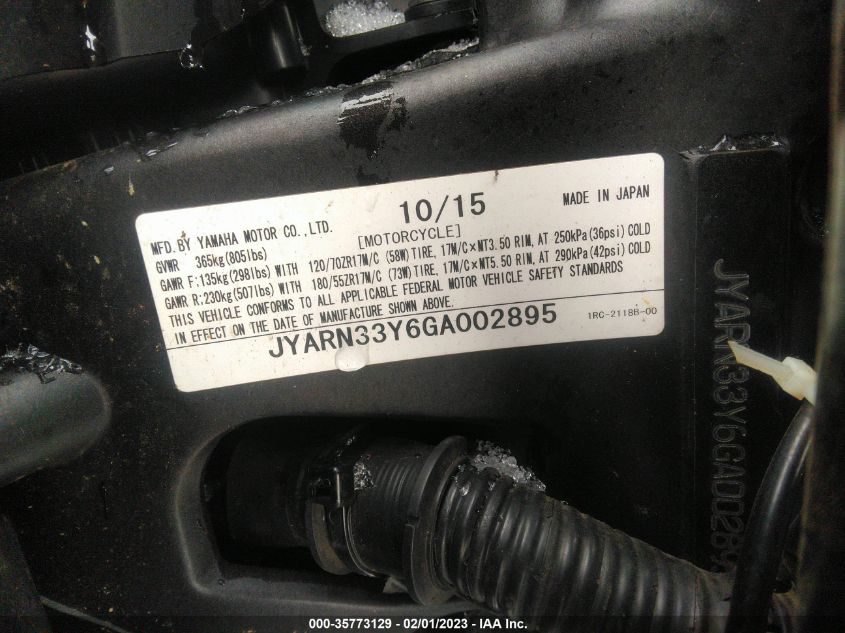 10/15
MADE IN JAPAN
MFD.BY YAMAHA MOTOR CO.,LTD.
[MOTORCYCLE]
GVWR 365kg(805lbs)
GAWR F:135kg(298lbs) WITH 120/70ZR17M/C (58W) TIRE, 17M/C×MT3.50 RIM, AT 250kPa(36psi) COLD
GAWR R:230kg(507lbs) WITH 180/55ZR17M/C (73W) TIRE, 17M/C×MT5.50 RIM, AT 290kPa(42psi) COLD
THIS VEHICLE CONFORMS TO ALL APPLICABLE FEDERAL MOTOR VEHICLE SAFETY STANDARDS
IN EFFECT ON THE DATE OF MANUFACTURE SHOWN ABOVE.
JYARN33Y6GA002895
1RC-2118B-00
JYARN33Y6GA00289
000-35773129 - 02/01/2023 - IAA Inc.